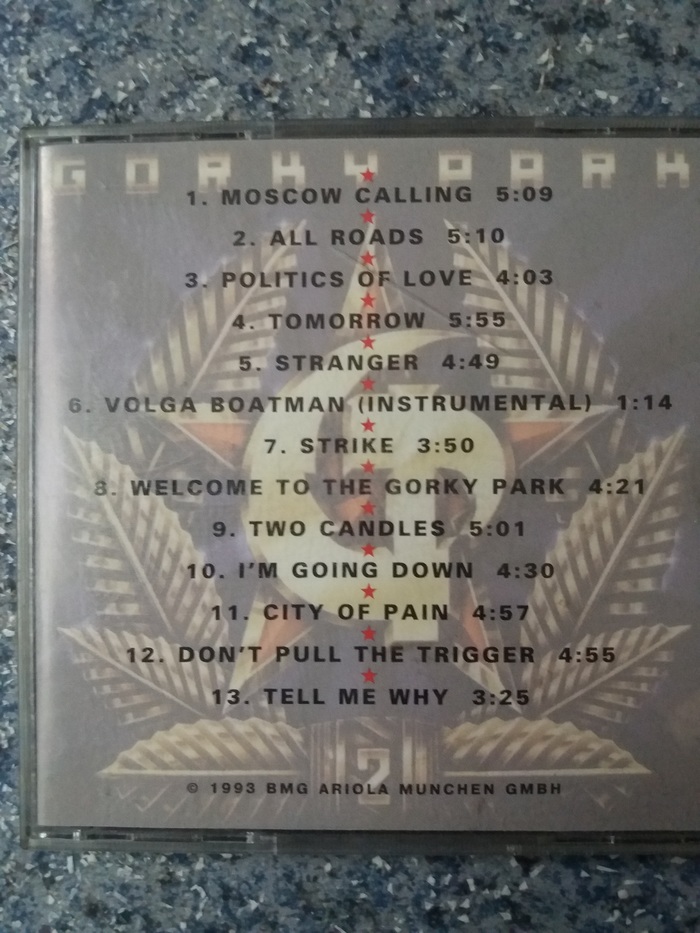 GORKY PARK
1. MOSCOW CALLING 5:09
2. ALL ROADS 5:10
3. POLITICS OF LOVE 4:03
4. TOMORROW 5:55
5. STRANGER 4:49
6. VOLGA BOATMAN (INSTRUMENTAL) 1:14
7. STRIKE 3:50
8. WELCOME TO THE GORKY PARK 4:21
9. TWO CANDLES 5:01
10. I'M GOING DOWN 4:30
11. CITY OF PAIN 4:57
12. DON'T PULL THE TRIGGER 4:55
13. TELL ME WHY 3:25
2
© 1993 BMG ARIOLA MUNCHEN GMBH